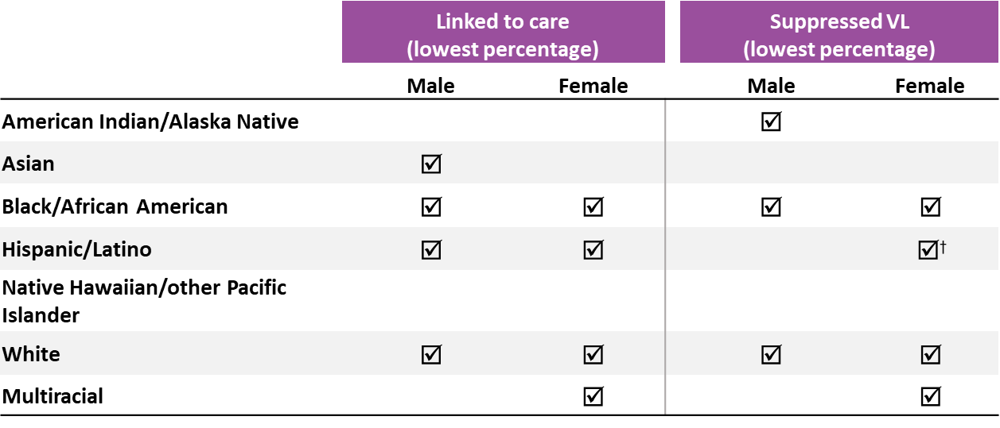 Linked to care
(lowest percentage)
Suppressed VL
(lowest percentage)
Male Female Male Female
American Indian/Alaska Native ☑
Asian ☑
Black/African American ☑ ☑ ☑ ☑
Hispanic/Latino ☑ ☑ ☑†
Native Hawaiian/other Pacific
Islander
White ☑ ☑ ☑ ☑
Multiracial ☑ ☑